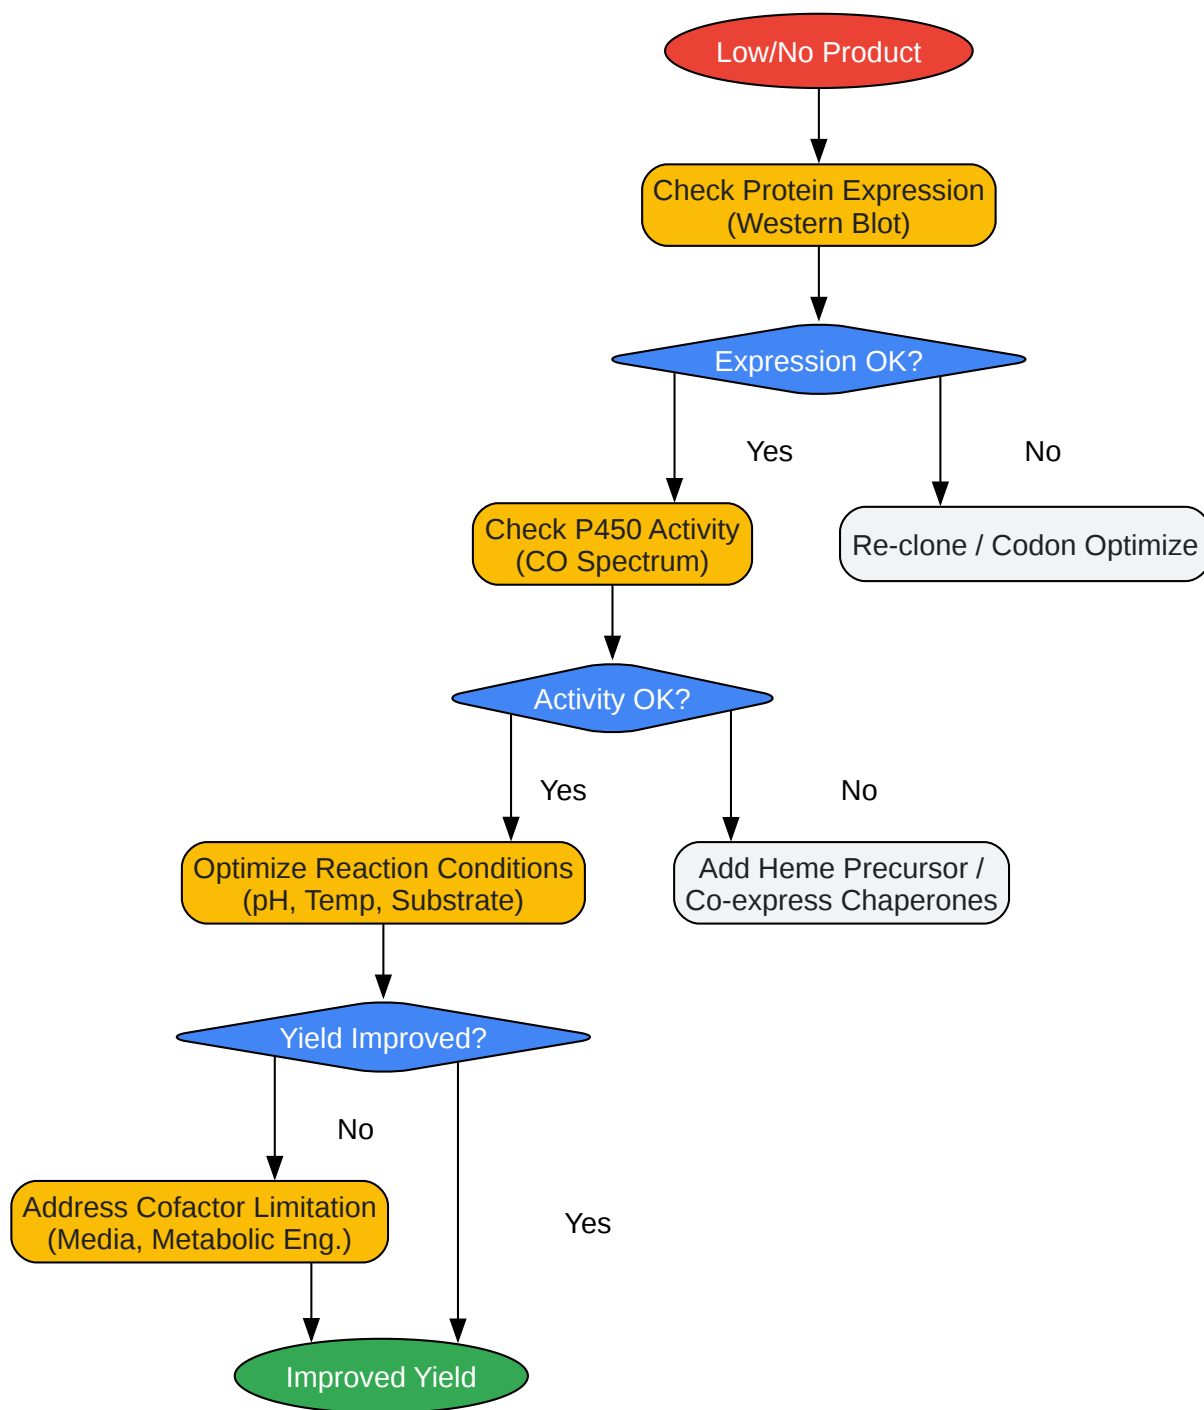 Low/No Product
Check Protein Expression
(Western Blot)
Expression OK?
Yes
No
Check P450 Activity
(CO Spectrum)
Re-clone / Codon Optimize
Activity OK?
Yes
No
Optimize Reaction Conditions
(pH, Temp, Substrate)
Add Heme Precursor /
Co-express Chaperones
Yield Improved?
No
Address Cofactor Limitation
(Media, Metabolic Eng.)
Yes
Improved Yield